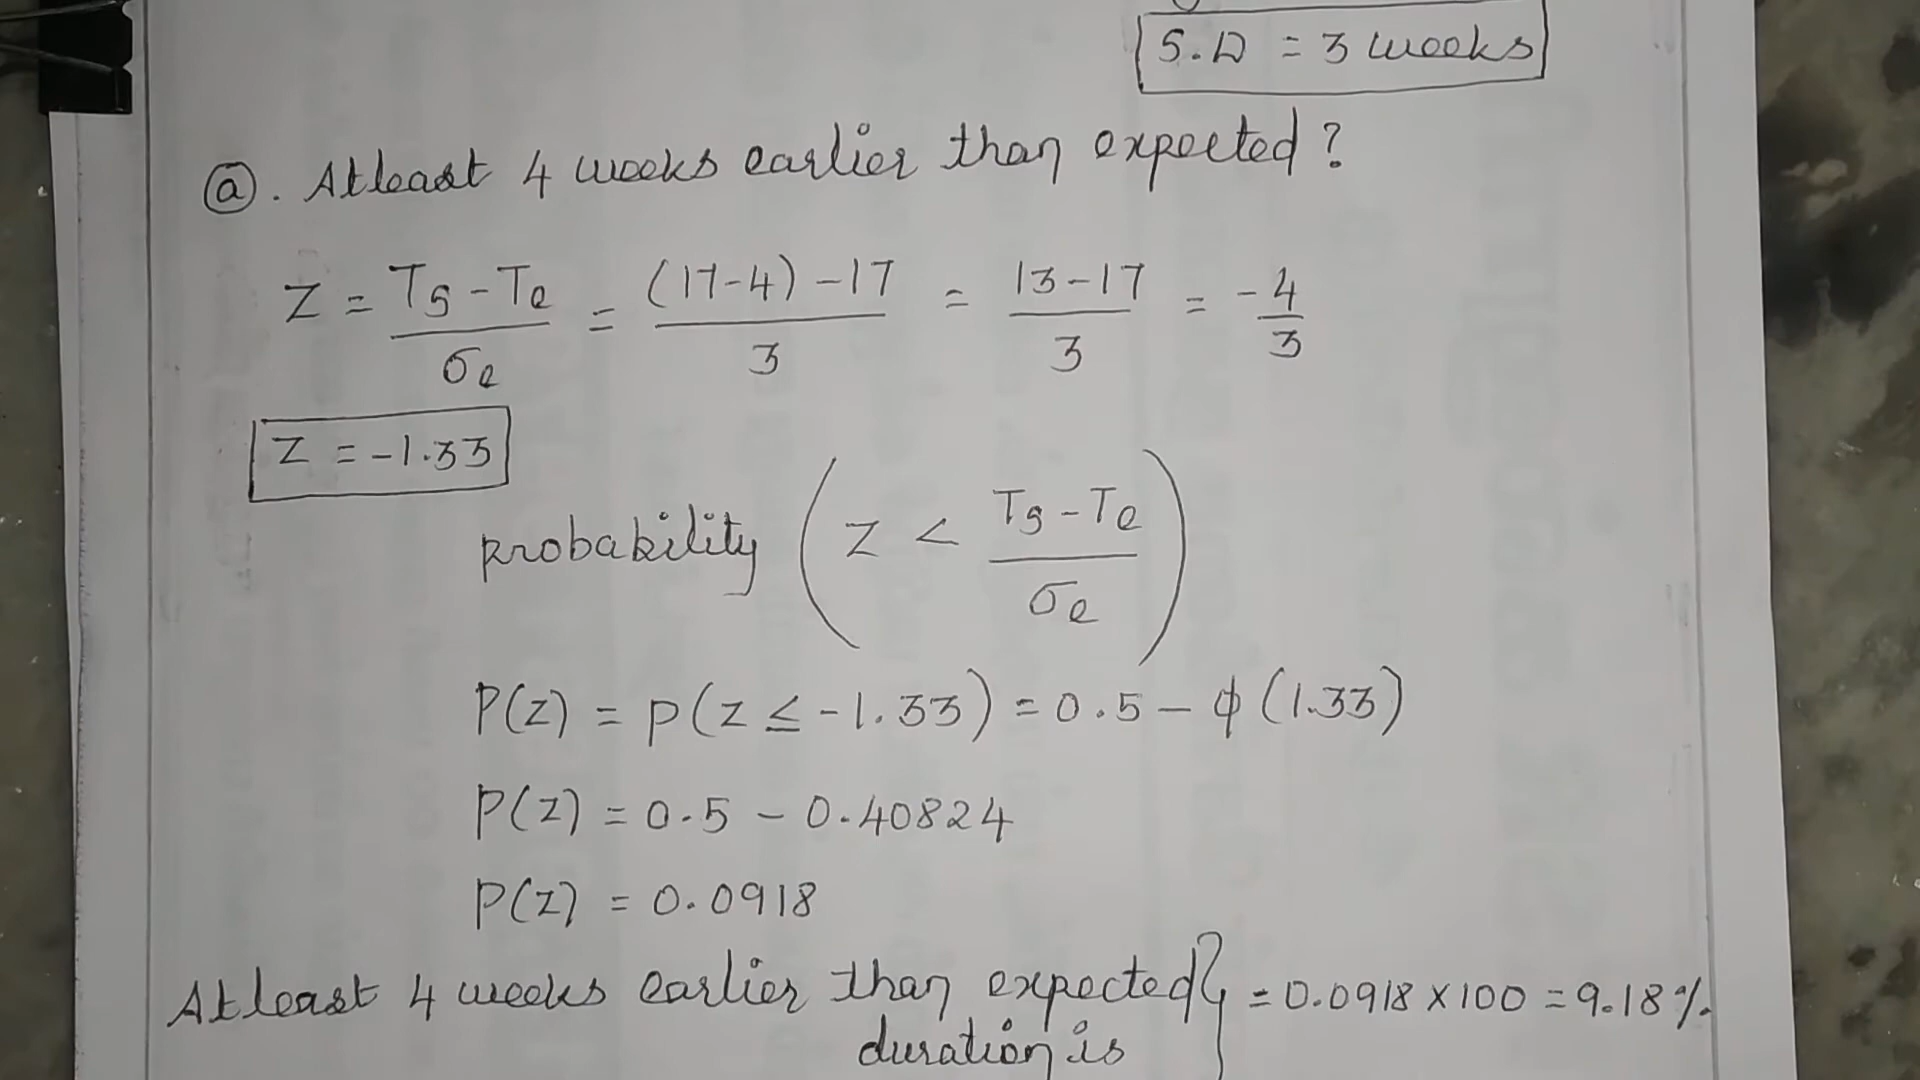 S.D = 3 weeks
ⓐ. Atleast 4 weeks earlier than expected?
Z = (Ts - Te)/σe = ((17-4) - 17)/3 = (13-17)/3 = -4/3
Z = -1.33
probability (Z < (Ts - Te)/σe)
P(z) = p(z ≤ -1.33) = 0.5 - φ(1.33)
P(z) = 0.5 - 0.40824
P(z) = 0.0918
Atleast 4 weeks earlier than expected } = 0.0918 × 100 = 9.18%
duration is